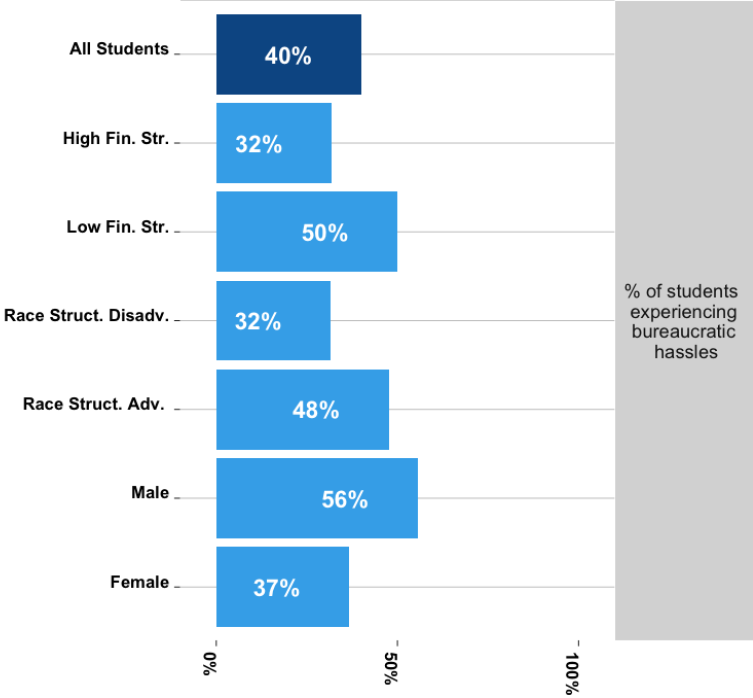 All Students
40%
High Fin. Str.
32%
Low Fin. Str.
50%
Race Struct. Disadv.
32%
Race Struct. Adv.
48%
Male
56%
Female
37%
% of students
experiencing
bureaucratic
hassles
0%
50%
100%